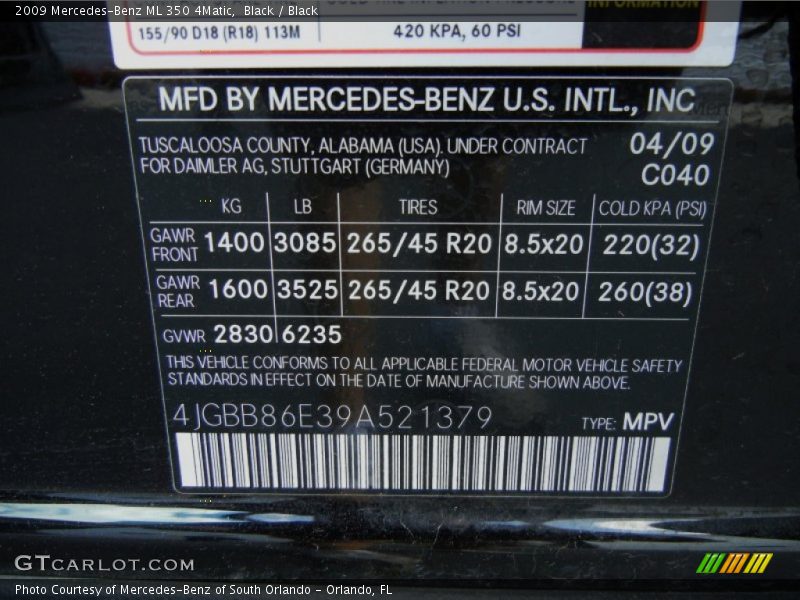 2009 Mercedes-Benz ML 350 4Matic, Black / Black
INFORMATION
155/90 D18 (R18) 113M 420 KPA, 60 PSI
MFD BY MERCEDES-BENZ U.S. INTL., INC
TUSCALOOSA COUNTY, ALABAMA (USA). UNDER CONTRACT 04/09
FOR DAIMLER AG, STUTTGART (GERMANY) C040
KG LB TIRES RIM SIZE COLD KPA (PSI)
GAWR FRONT 1400 3085 265/45 R20 8.5x20 220(32)
GAWR REAR 1600 3525 265/45 R20 8.5x20 260(38)
GVWR 2830 6235
THIS VEHICLE CONFORMS TO ALL APPLICABLE FEDERAL MOTOR VEHICLE SAFETY
STANDARDS IN EFFECT ON THE DATE OF MANUFACTURE SHOWN ABOVE.
4JGBB86E39A521379 TYPE: MPV
GTCARLOT.COM
Photo Courtesy of Mercedes-Benz of South Orlando - Orlando, FL